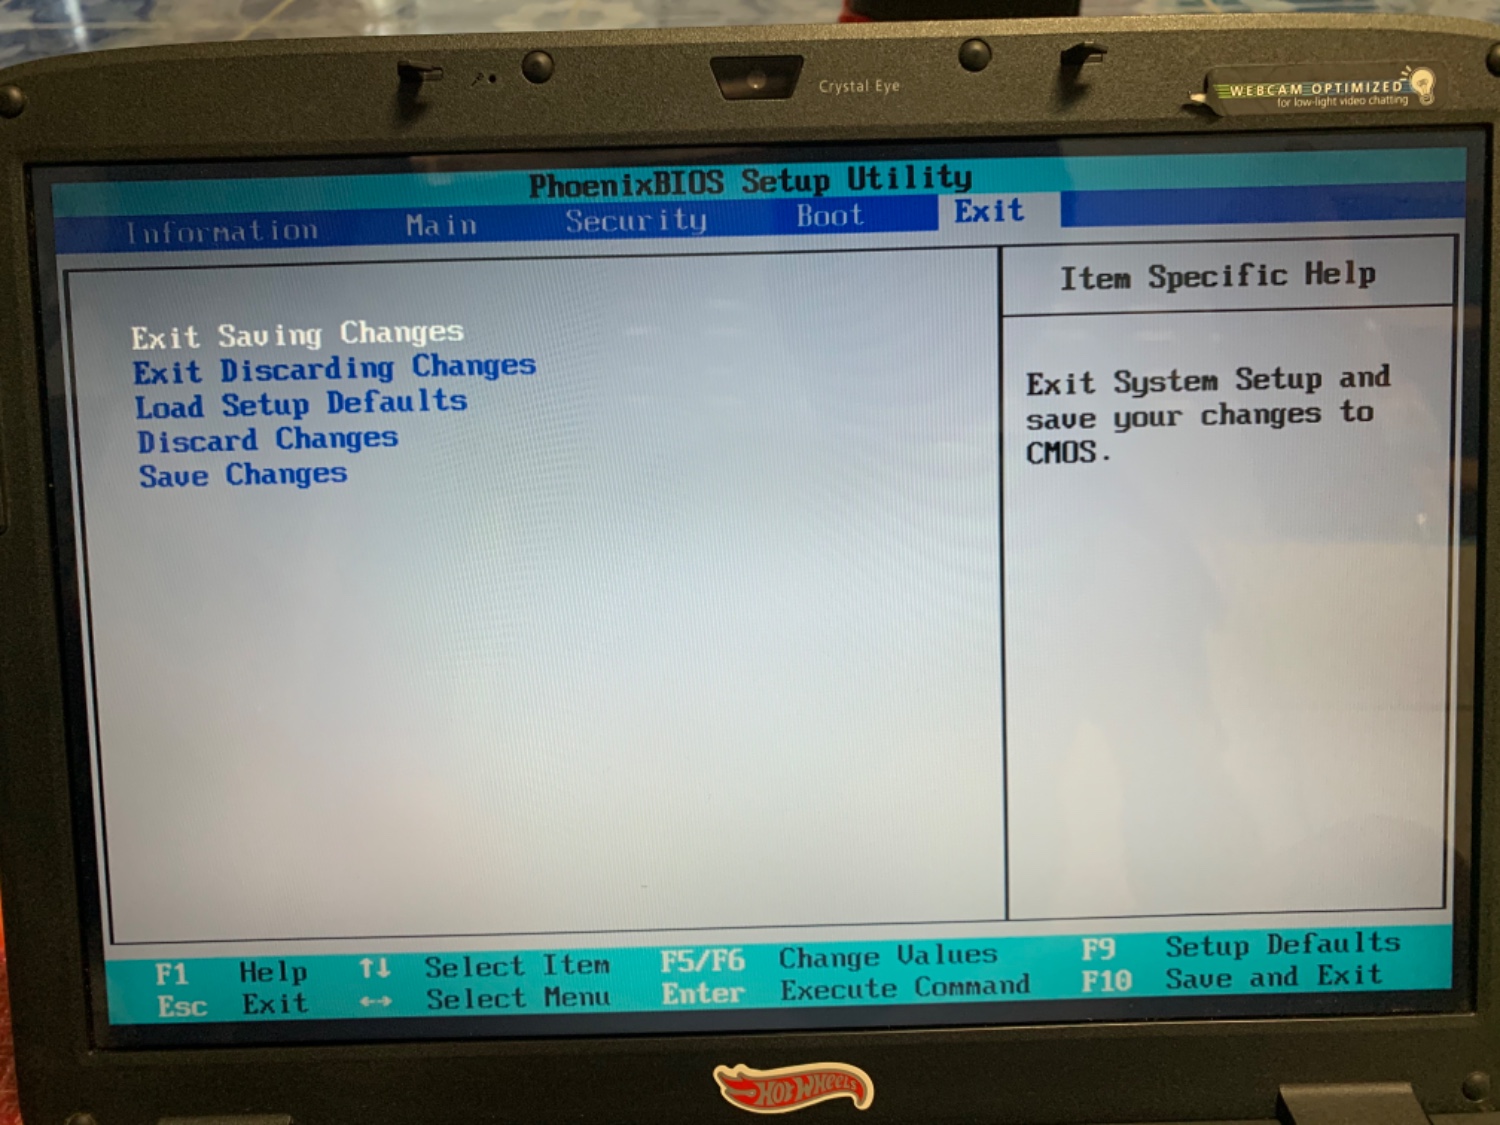 Crystal Eye
WEBCAM OPTIMIZED
for low-light video chatting
PhoenixBIOS Setup Utility
Information Main Security Boot Exit
Exit Saving Changes
Exit Discarding Changes
Load Setup Defaults
Discard Changes
Save Changes
Item Specific Help
Exit System Setup and
save your changes to
CMOS.
F1 Help ↑↓ Select Item F5/F6 Change Values F9 Setup Defaults
Esc Exit ↔ Select Menu Enter Execute Command F10 Save and Exit
HOT WHEELS